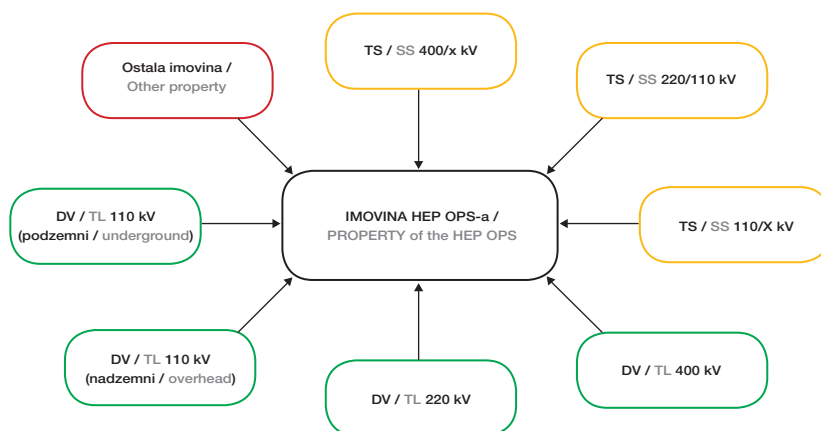 TS / SS 400/x kV
Ostala imovina /
Other property
TS / SS 220/110 kV
DV / TL 110 kV
(podzemni / underground)
IMOVINA HEP OPS-a /
PROPERTY of the HEP OPS
TS / SS 110/X kV
DV / TL 110 kV
(nadzemni / overhead)
DV / TL 220 kV
DV / TL 400 kV